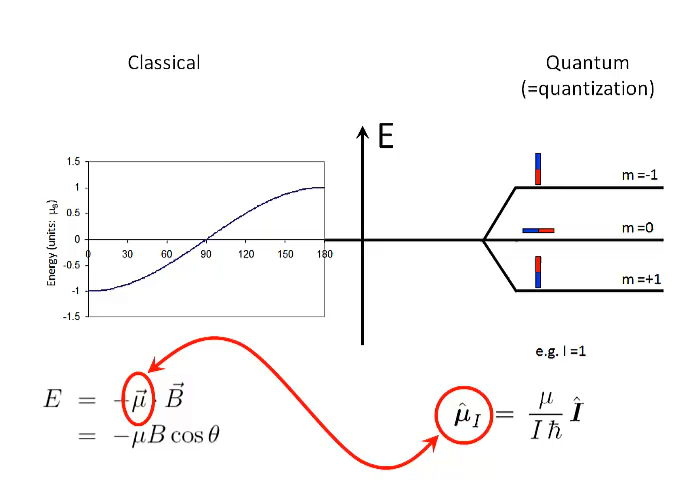 Classical
Quantum
(=quantization)
E
1.5
1
0.5
0
-0.5
-1
-1.5
0 30 60 90 120 150 180
Energy (units: μB)
m =-1
m =0
m =+1
e.g. I =1
E = −μ⃗ · B⃗
= −μB cos θ
μ̂_I = μ / I ħ Î